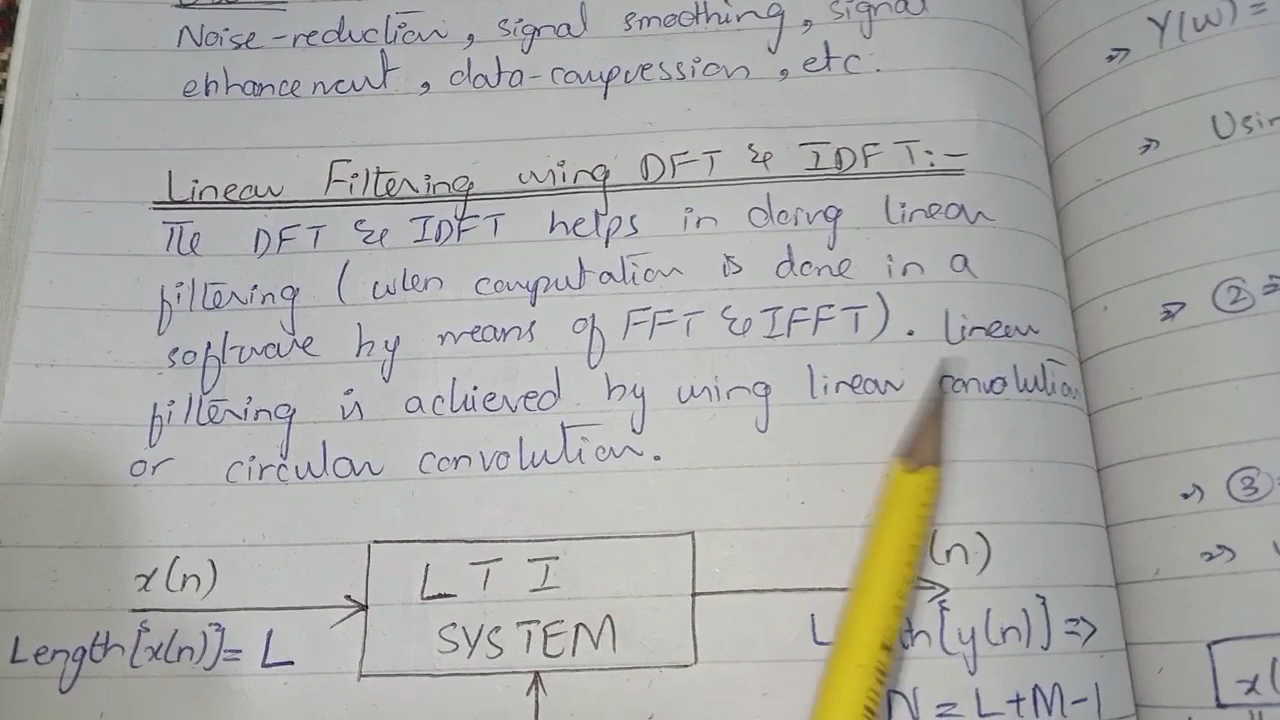 Noise-reduction, signal smoothing, signal
enhancement, data-compression, etc.
Linear Filtering using DFT & IDFT:-
The DFT & IDFT helps in doing linear
filtering (when computation is done in a
software by means of FFT & IFFT). Linear
filtering is achieved by using linear convolution
or circular convolution.
x(n)
LTI
SYSTEM
(n)
Length[x(n)] = L
[y(n)] =>
N = L+M-1
=> Y(w) =
=>
=> ②=>
=> ③
=>
x(